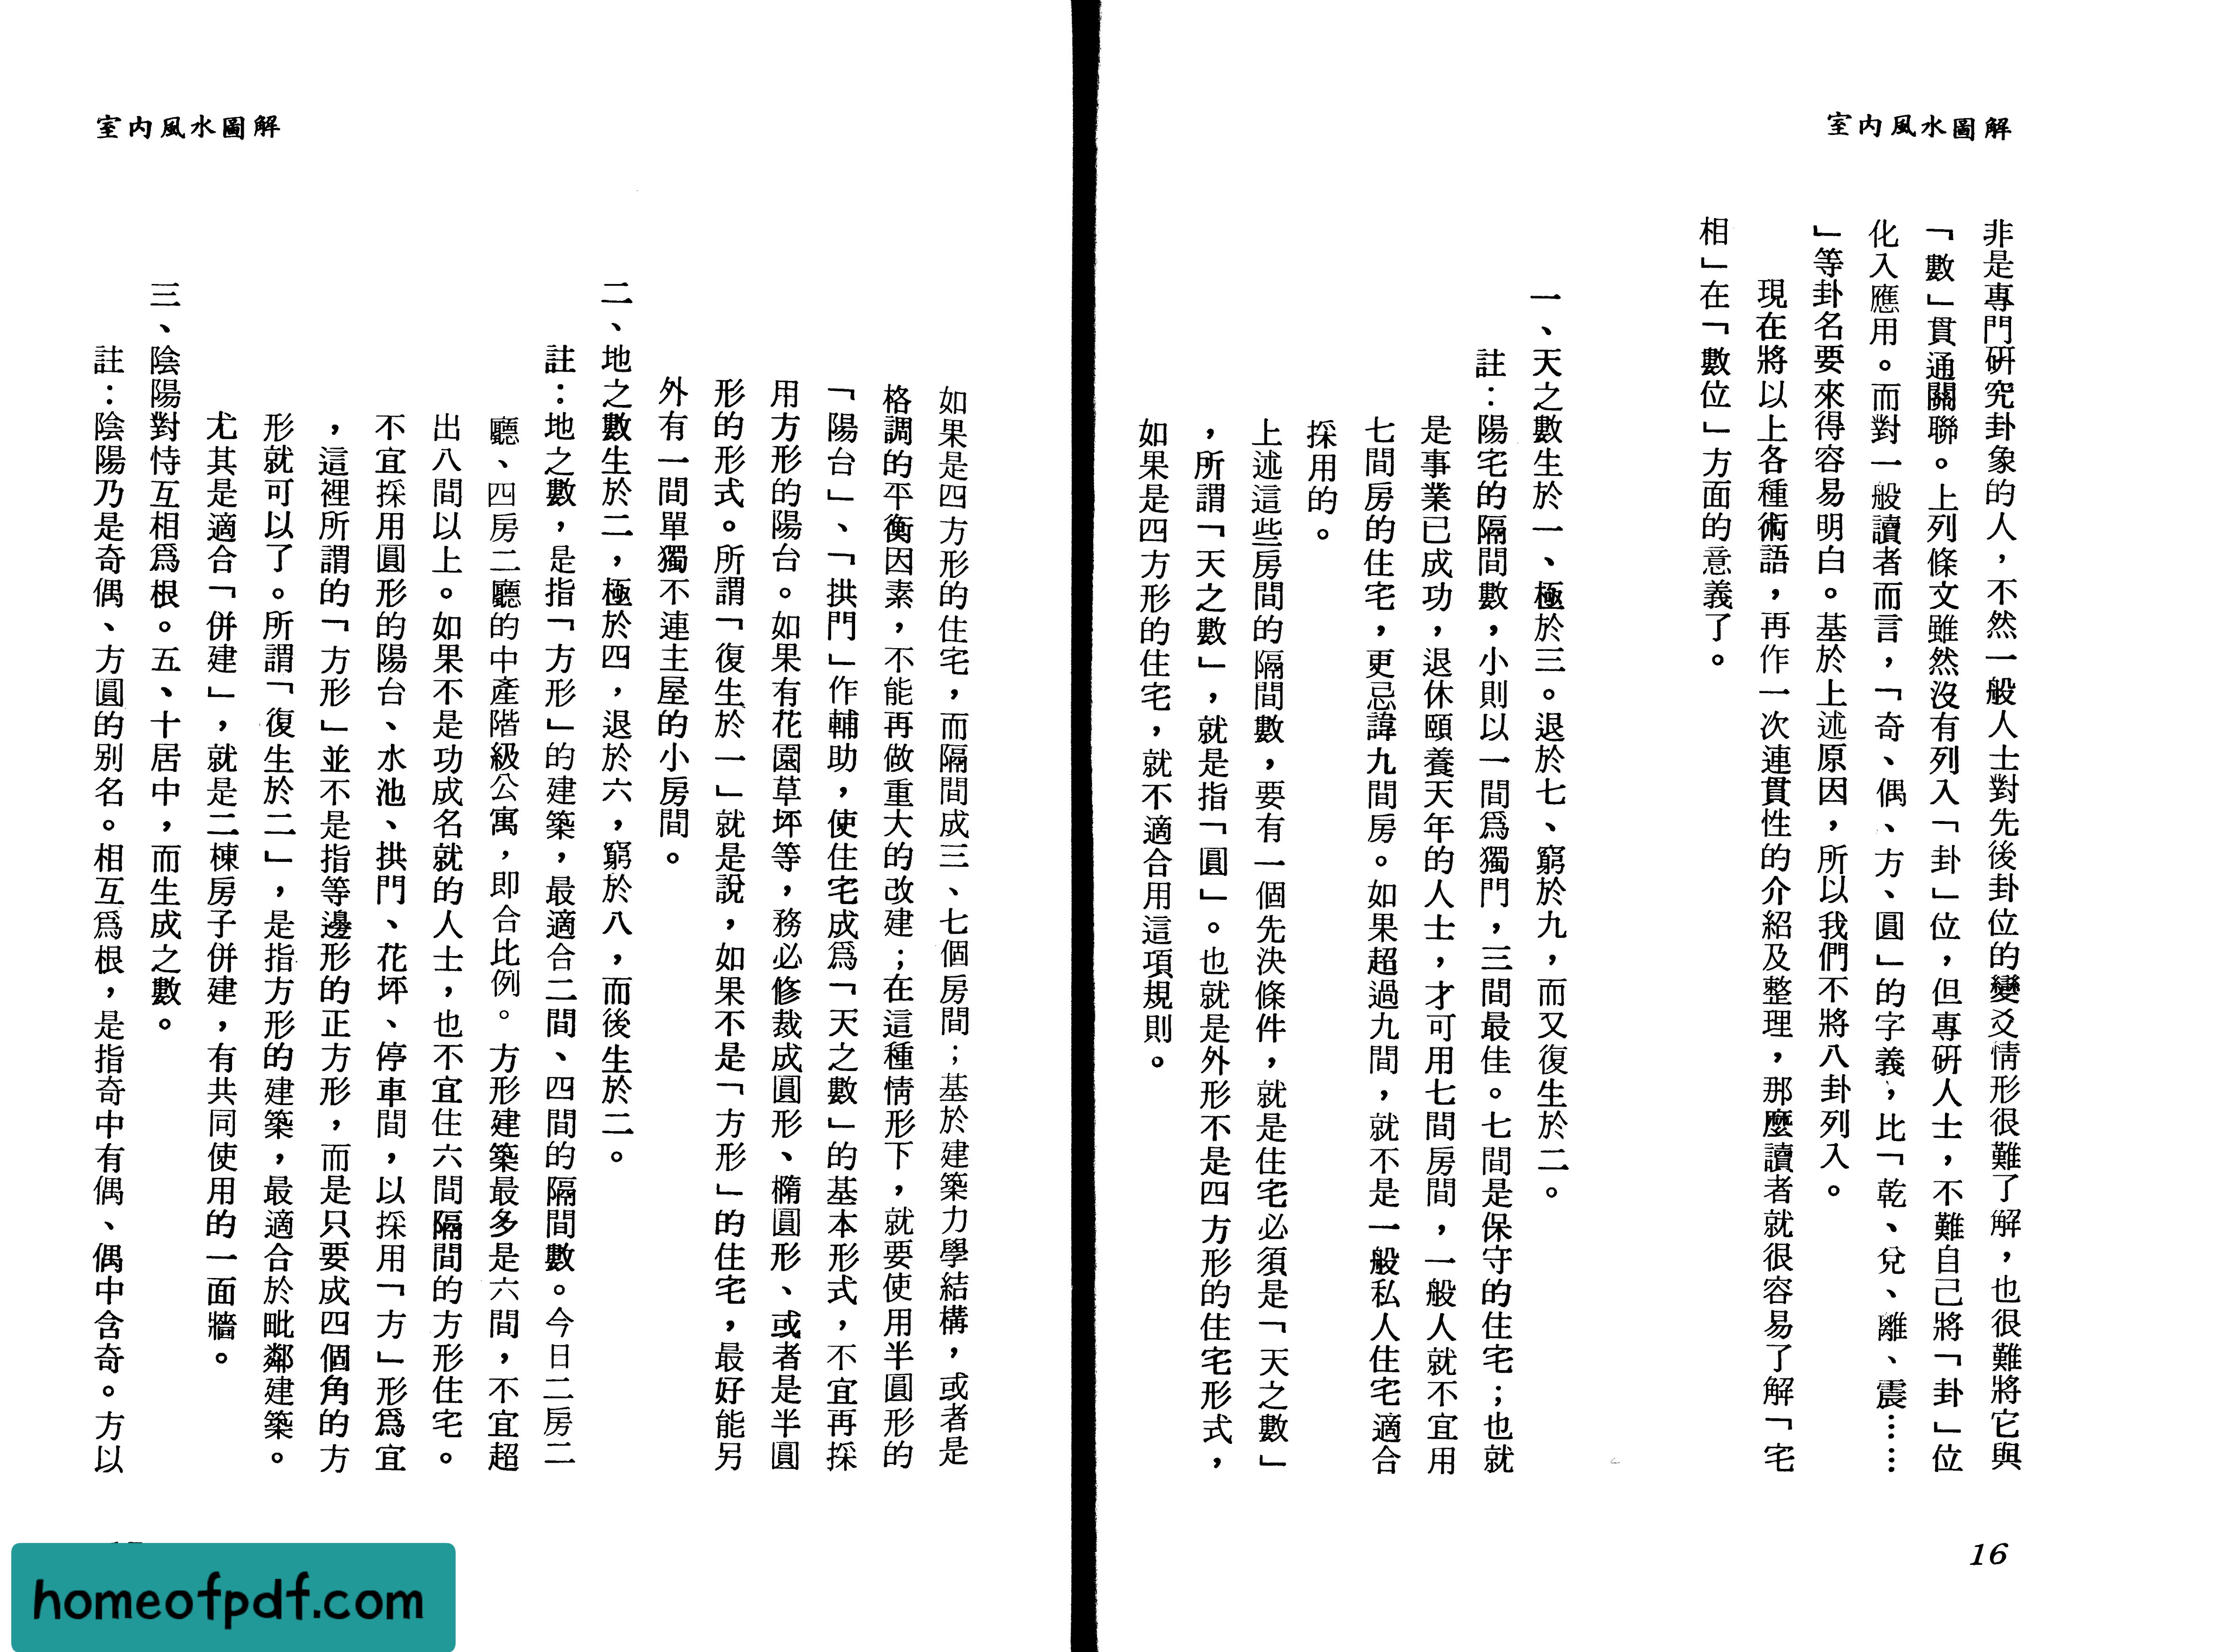 室內風水圖解
非是專門研究卦象的人，不然一般人士對先後卦位的變爻情形很難了解，也很難將它與
「數」貫通關聯。上列條文雖然沒有列入「卦」位，但專研人士，不難自己將「卦」位
化入應用。而對一般讀者而言，「奇、偶、方、圓」的字義，比「乾、兌、離、震……
」等卦名要來得容易明白。基於上述原因，所以我們不將八卦列入。
現在將以上各種術語，再作一次連貫性的介紹及整理，那麼讀者就很容易了解「宅
相」在「數位」方面的意義了。
一、天之數生於一、極於三。退於七、窮於九，而又復生於二。
註：陽宅的隔間數，小則以一間爲獨門，三間最佳。七間是保守的住宅；也就
是事業已成功，退休頤養天年的人士，才可用七間房間，一般人就不宜用
七間房的住宅，更忌諱九間房。如果超過九間，就不是一般私人住宅適合
採用的。
上述這些房間的隔間數，要有一個先決條件，就是住宅必須是「天之數」
，所謂「天之數」，就是指「圓」。也就是外形不是四方形的住宅形式，
如果是四方形的住宅，就不適合用這項規則。
16
室內風水圖解
如果是四方形的住宅，而隔間成三、七個房間；基於建築力學結構，或者是
格調的平衡因素，不能再做重大的改建；在這種情形下，就要使用半圓形的
「陽台」、「拱門」作輔助，使住宅成爲「天之數」的基本形式，不宜再採
用方形的陽台。如果有花園草坪等，務必修裁成圓形、橢圓形、或者是半圓
形的形式。所謂「復生於一」就是說，如果不是「方形」的住宅，最好能另
外有一間單獨不連主屋的小房間。
二、地之數生於二，極於四，退於六，窮於八，而後生於二。
註：地之數，是指「方形」的建築，最適合二間、四間的隔間數。今日二房二
廳、四房二廳的中產階級公寓，即合比例。方形建築最多是六間，不宜超
出八間以上。如果不是功成名就的人士，也不宜住六間隔間的方形住宅。
不宜採用圓形的陽台、水池、拱門、花坪、停車間，以採用「方」形爲宜
，這裡所謂的「方形」並不是指等邊形的正方形，而是只要成四個角的方
形就可以了。所謂「復生於二」，是指方形的建築，最適合於毗鄰建築。
尤其是適合「併建」，就是二棟房子併建，有共同使用的一面牆。
三、陰陽對恃互相爲根。五、十居中，而生成之數。
註：陰陽乃是奇偶、方圓的別名。相互爲根，是指奇中有偶、偶中含奇。方以
homeofpdf.com